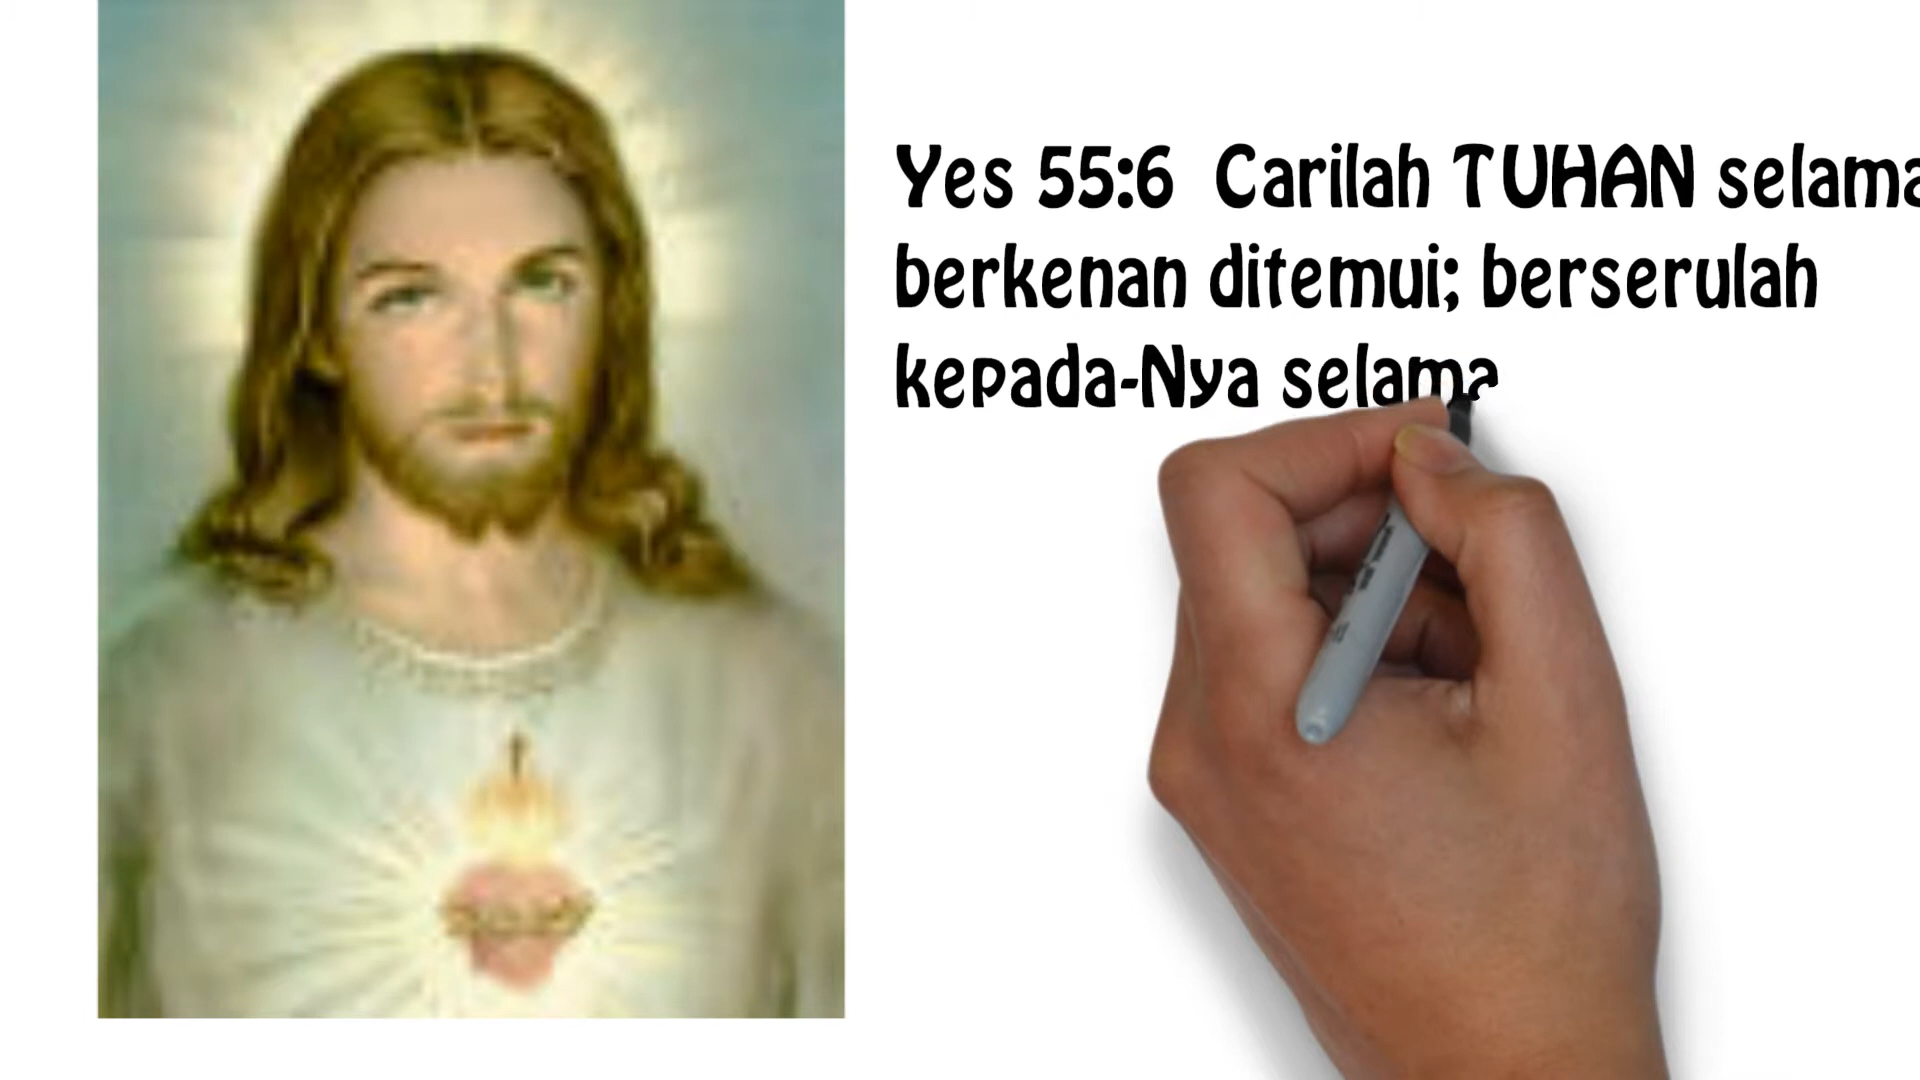 Yes 55:6  Carilah TUHAN selama
berkenan ditemui; berserulah
kepada-Nya selama